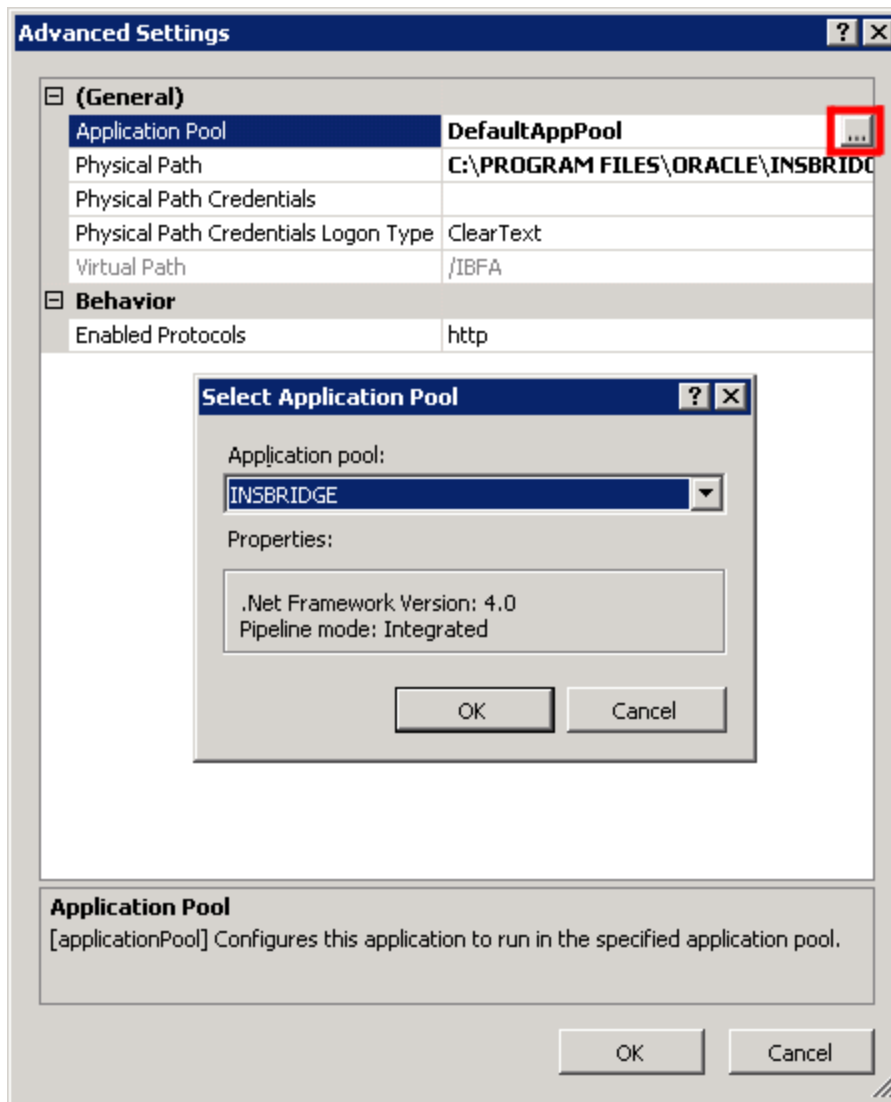 Advanced Settings
(General)
Application Pool DefaultAppPool ...
Physical Path C:\PROGRAM FILES\ORACLE\INSBRIDG
Physical Path Credentials
Physical Path Credentials Logon Type ClearText
Virtual Path /IBFA
Behavior
Enabled Protocols http
Select Application Pool
Application pool:
INSBRIDGE
Properties:
.Net Framework Version: 4.0
Pipeline mode: Integrated
OK Cancel
Application Pool
[applicationPool] Configures this application to run in the specified application pool.
OK Cancel